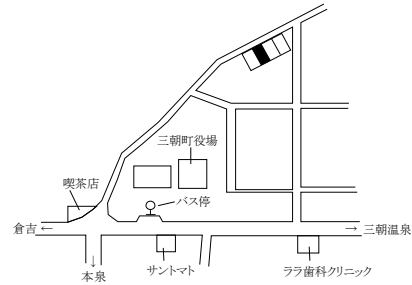 三朝町役場
喫茶店
バス停
倉吉 ←
→ 三朝温泉
↓
本泉
サントマト
ララ歯科クリニック